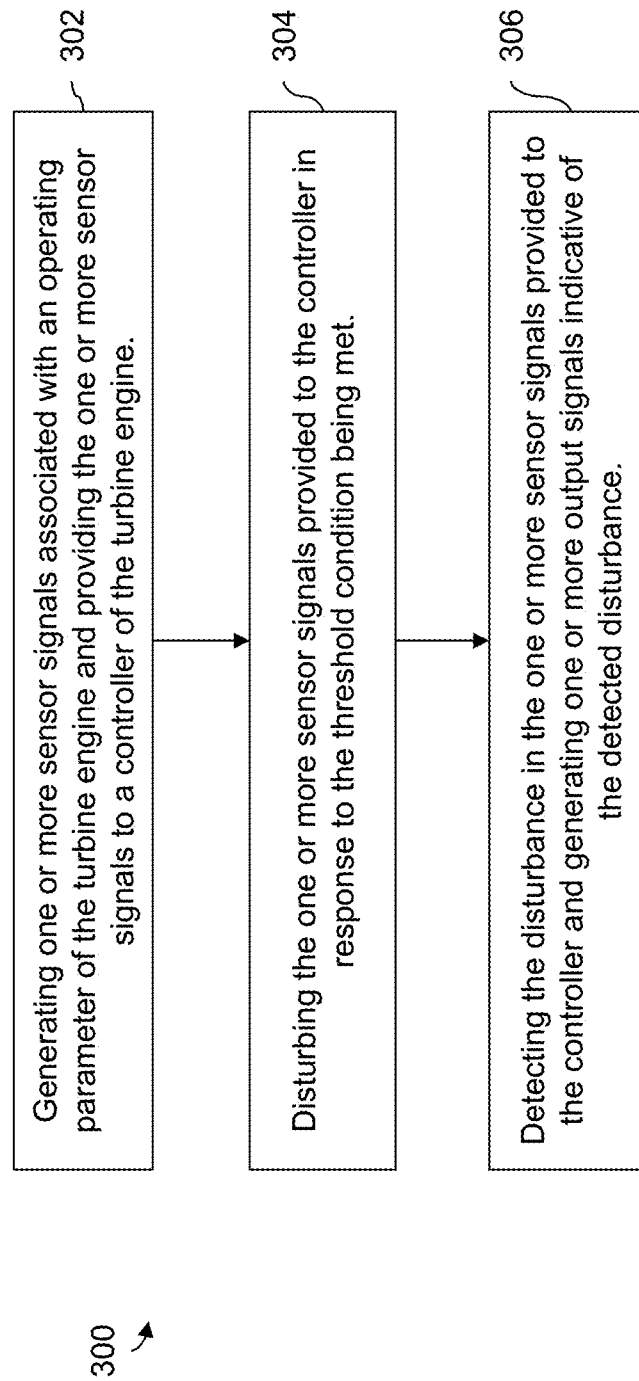 300
302
Generating one or more sensor signals associated with an operating
parameter of the turbine engine and providing the one or more sensor
signals to a controller of the turbine engine.
304
Disturbing the one or more sensor signals provided to the controller in
response to the threshold condition being met.
306
Detecting the disturbance in the one or more sensor signals provided to
the controller and generating one or more output signals indicative of
the detected disturbance.